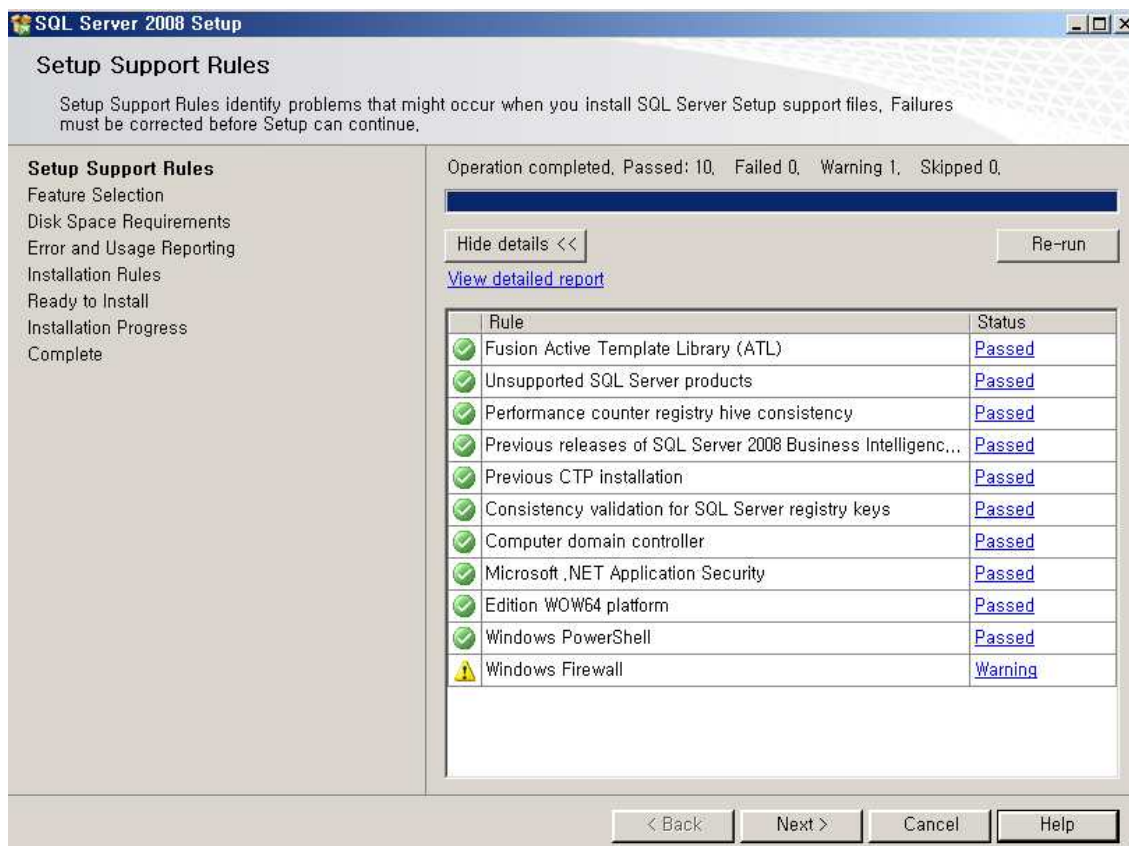 SQL Server 2008 Setup
Setup Support Rules
Setup Support Rules identify problems that might occur when you install SQL Server Setup support files, Failures
must be corrected before Setup can continue,
Setup Support Rules
Feature Selection
Disk Space Requirements
Error and Usage Reporting
Installation Rules
Ready to Install
Installation Progress
Complete
Operation completed, Passed: 10, Failed 0, Warning 1, Skipped 0,
Hide details <<
Re-run
View detailed report
Rule Status
Fusion Active Template Library (ATL) Passed
Unsupported SQL Server products Passed
Performance counter registry hive consistency Passed
Previous releases of SQL Server 2008 Business Intelligenc,,, Passed
Previous CTP installation Passed
Consistency validation for SQL Server registry keys Passed
Computer domain controller Passed
Microsoft ,NET Application Security Passed
Edition WOW64 platform Passed
Windows PowerShell Passed
Windows Firewall Warning
< Back Next > Cancel Help